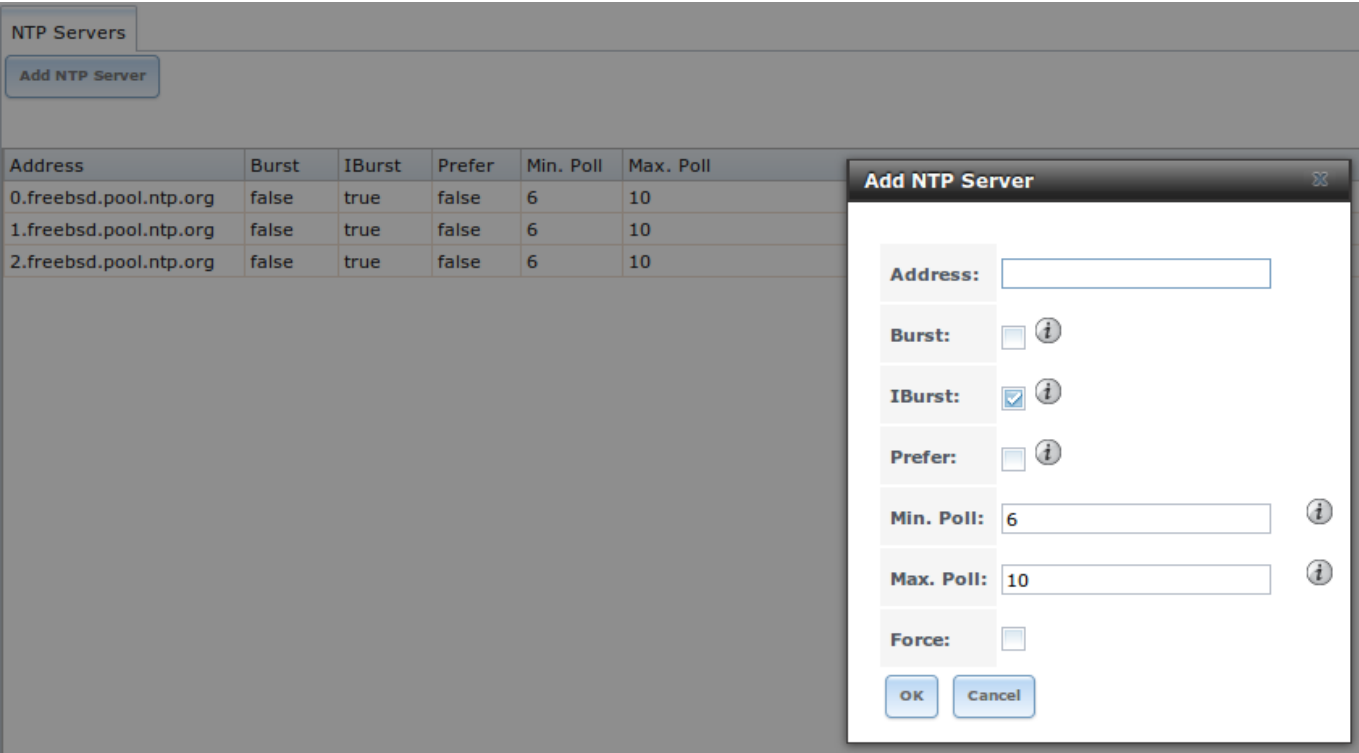 NTP Servers
Add NTP Server
Address Burst IBurst Prefer Min. Poll Max. Poll
0.freebsd.pool.ntp.org false true false 6 10
1.freebsd.pool.ntp.org false true false 6 10
2.freebsd.pool.ntp.org false true false 6 10
Add NTP Server
Address:
Burst:
IBurst:
Prefer:
Min. Poll: 6
Max. Poll: 10
Force:
OK Cancel